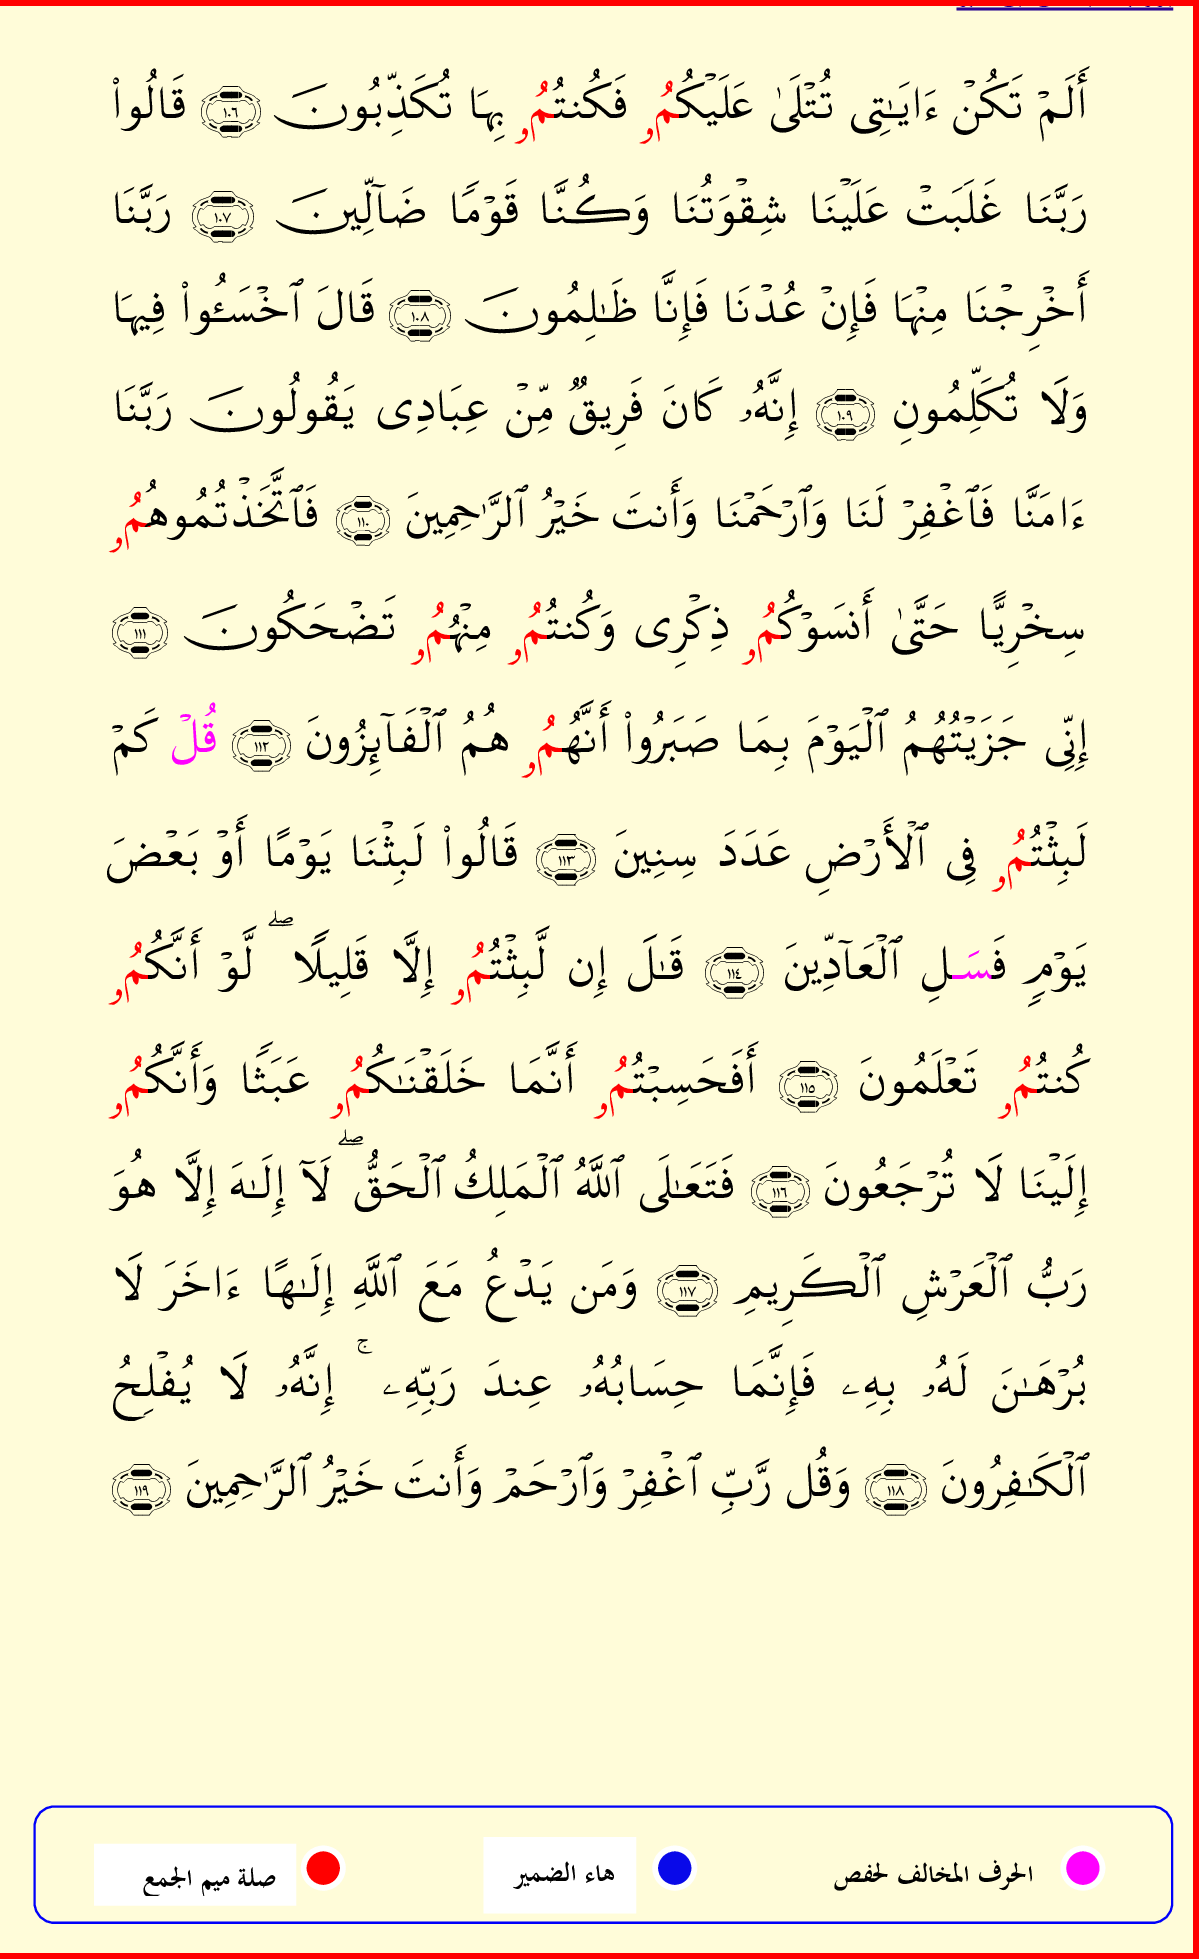 أَلَمْ تَكُنْ ءَايَـٰتِى تُتْلَىٰ عَلَيْكُمُۥ فَكُنتُمُۥ بِهَا تُكَذِّبُونَ ١٠٦ قَالُوا۟
رَبَّنَا غَلَبَتْ عَلَيْنَا شِقْوَتُنَا وَكُنَّا قَوْمًا ضَآلِّينَ ١٠٧ رَبَّنَا
أَخْرِجْنَا مِنْهَا فَإِنْ عُدْنَا فَإِنَّا ظَـٰلِمُونَ ١٠٨ قَالَ ٱخْسَـُٔوا۟ فِيهَا
وَلَا تُكَلِّمُونِ ١٠٩ إِنَّهُۥ كَانَ فَرِيقٌ مِّنْ عِبَادِى يَقُولُونَ رَبَّنَا
ءَامَنَّا فَٱغْفِرْ لَنَا وَٱرْحَمْنَا وَأَنتَ خَيْرُ ٱلرَّٰحِمِينَ ١١٠ فَٱتَّخَذْتُمُوهُمُۥ
سِخْرِيًّا حَتَّىٰ أَنسَوْكُمُۥ ذِكْرِى وَكُنتُمُۥ مِنْهُمُۥ تَضْحَكُونَ ١١١
إِنِّى جَزَيْتُهُمُ ٱلْيَوْمَ بِمَا صَبَرُوا۟ أَنَّهُمُۥ هُمُ ٱلْفَآئِزُونَ ١١٢ قُلْ كَمْ
لَبِثْتُمُۥ فِى ٱلْأَرْضِ عَدَدَ سِنِينَ ١١٣ قَالُوا۟ لَبِثْنَا يَوْمًا أَوْ بَعْضَ
يَوْمٍ فَسَـلِ ٱلْعَآدِّينَ ١١٤ قَـٰلَ إِن لَّبِثْتُمُۥ إِلَّا قَلِيلًا ۖ لَّوْ أَنَّكُمُۥ
كُنتُمُۥ تَعْلَمُونَ ١١٥ أَفَحَسِبْتُمُۥ أَنَّمَا خَلَقْنَـٰكُمُۥ عَبَثًا وَأَنَّكُمُۥ
إِلَيْنَا لَا تُرْجَعُونَ ١١٦ فَتَعَـٰلَى ٱللَّهُ ٱلْمَلِكُ ٱلْحَقُّ ۖ لَآ إِلَـٰهَ إِلَّا هُوَ
رَبُّ ٱلْعَرْشِ ٱلْكَرِيمِ ١١٧ وَمَن يَدْعُ مَعَ ٱللَّهِ إِلَـٰهًا ءَاخَرَ لَا
بُرْهَـٰنَ لَهُۥ بِهِۦ فَإِنَّمَا حِسَابُهُۥ عِندَ رَبِّهِۦٓ ۚ إِنَّهُۥ لَا يُفْلِحُ
ٱلْكَـٰفِرُونَ ١١٨ وَقُل رَّبِّ ٱغْفِرْ وَٱرْحَمْ وَأَنتَ خَيْرُ ٱلرَّٰحِمِينَ ١١٩
الحرف المخالف لحفص هاء الضمير صلة ميم الجمع